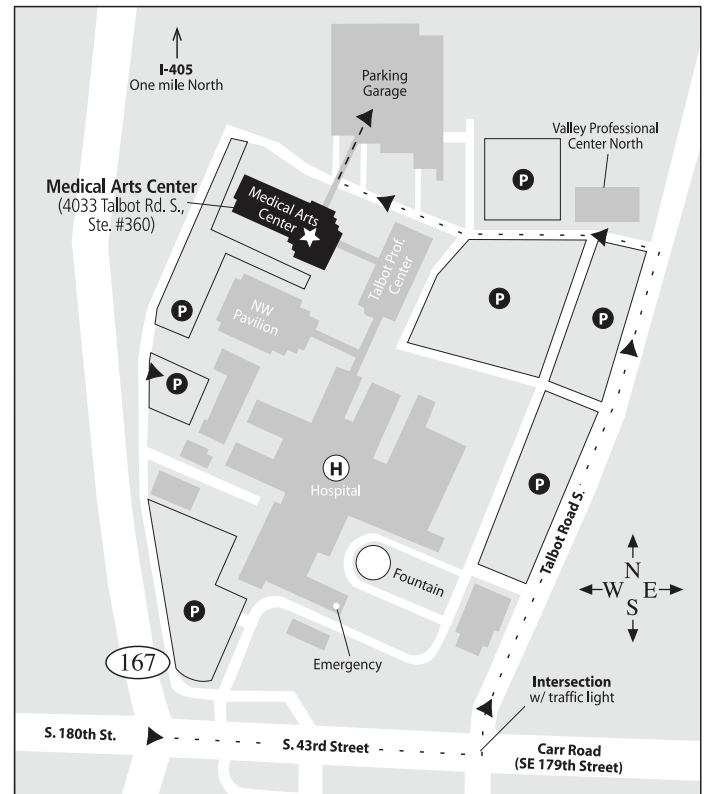 I-405
One mile North
Parking
Garage
Valley Professional
Center North
P
Medical Arts Center
(4033 Talbot Rd. S.,
Ste. #360)
Medical Arts
Center
Talbot Prof.
Center
P
P
P
NW
Pavilion
P
H
Hospital
P
Talbot Road S.
N
W E
S
Fountain
P
Emergency
167
Intersection
w/ traffic light
S. 180th St.
S. 43rd Street
Carr Road
(SE 179th Street)